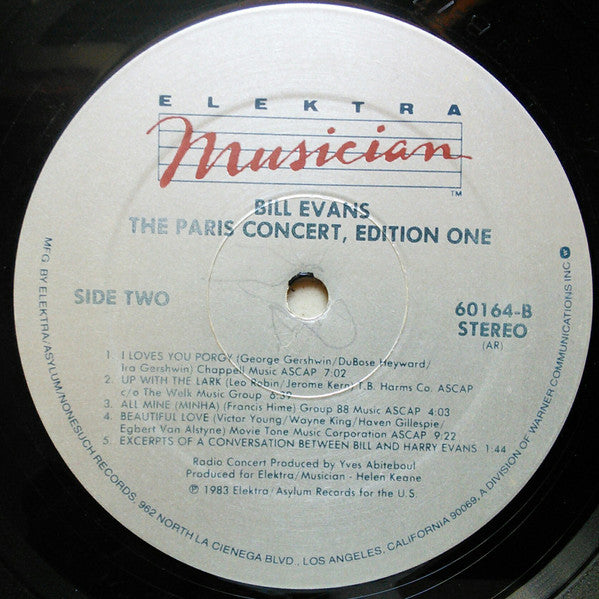 ELEKTRA
Musician
TM
BILL EVANS
THE PARIS CONCERT, EDITION ONE
SIDE TWO
60164-B
STEREO
(AR)
1. I LOVES YOU PORGY (George Gershwin/DuBose Heyward/
Ira Gershwin) Chappell Music ASCAP 7:02
2. UP WITH THE LARK (Leo Robin/Jerome Kern) T.B. Harms Co. ASCAP
c/o The Welk Music Group 6:32
3. ALL MINE (MINHA) (Francis Hime) Group 88 Music ASCAP 4:03
4. BEAUTIFUL LOVE (Victor Young/Wayne King/Haven Gillespie/
Egbert Van Alstyne) Movie Tone Music Corporation ASCAP 9:22
5. EXCERPTS OF A CONVERSATION BETWEEN BILL AND HARRY EVANS 1:44
Radio Concert Produced by Yves Abiteboul
Produced for Elektra/Musician - Helen Keane
℗ 1983 Elektra/Asylum Records for the U.S.
MFG. BY ELEKTRA/ASYLUM/NONESUCH RECORDS, 962 NORTH LA CIENEGA BLVD., LOS ANGELES, CALIFORNIA 90069, A DIVISION OF WARNER COMMUNICATIONS INC.